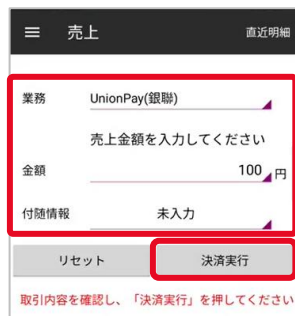 売上 直近明細
業務 UnionPay(銀聯)
売上金額を入力してください
金額 100 円
付随情報 未入力
リセット 決済実行
取引内容を確認し、「決済実行」を押してください